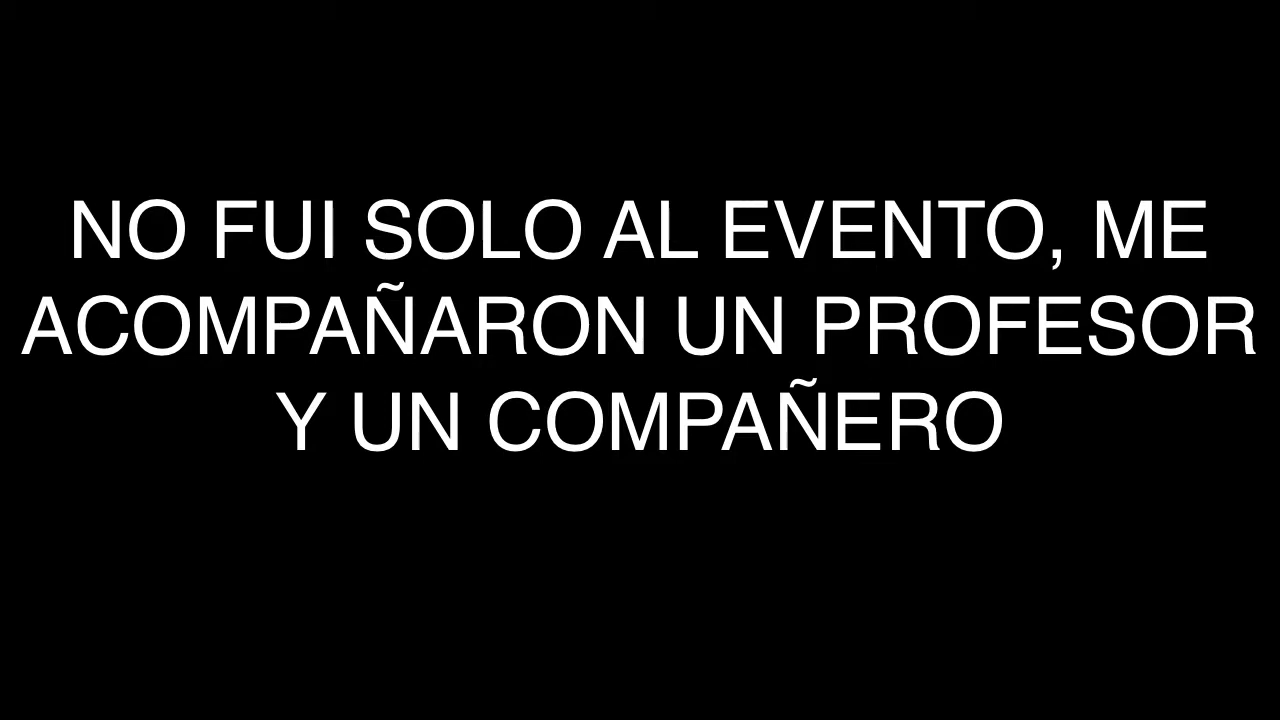 NO FUI SOLO AL EVENTO, ME
ACOMPAÑARON UN PROFESOR
Y UN COMPAÑERO